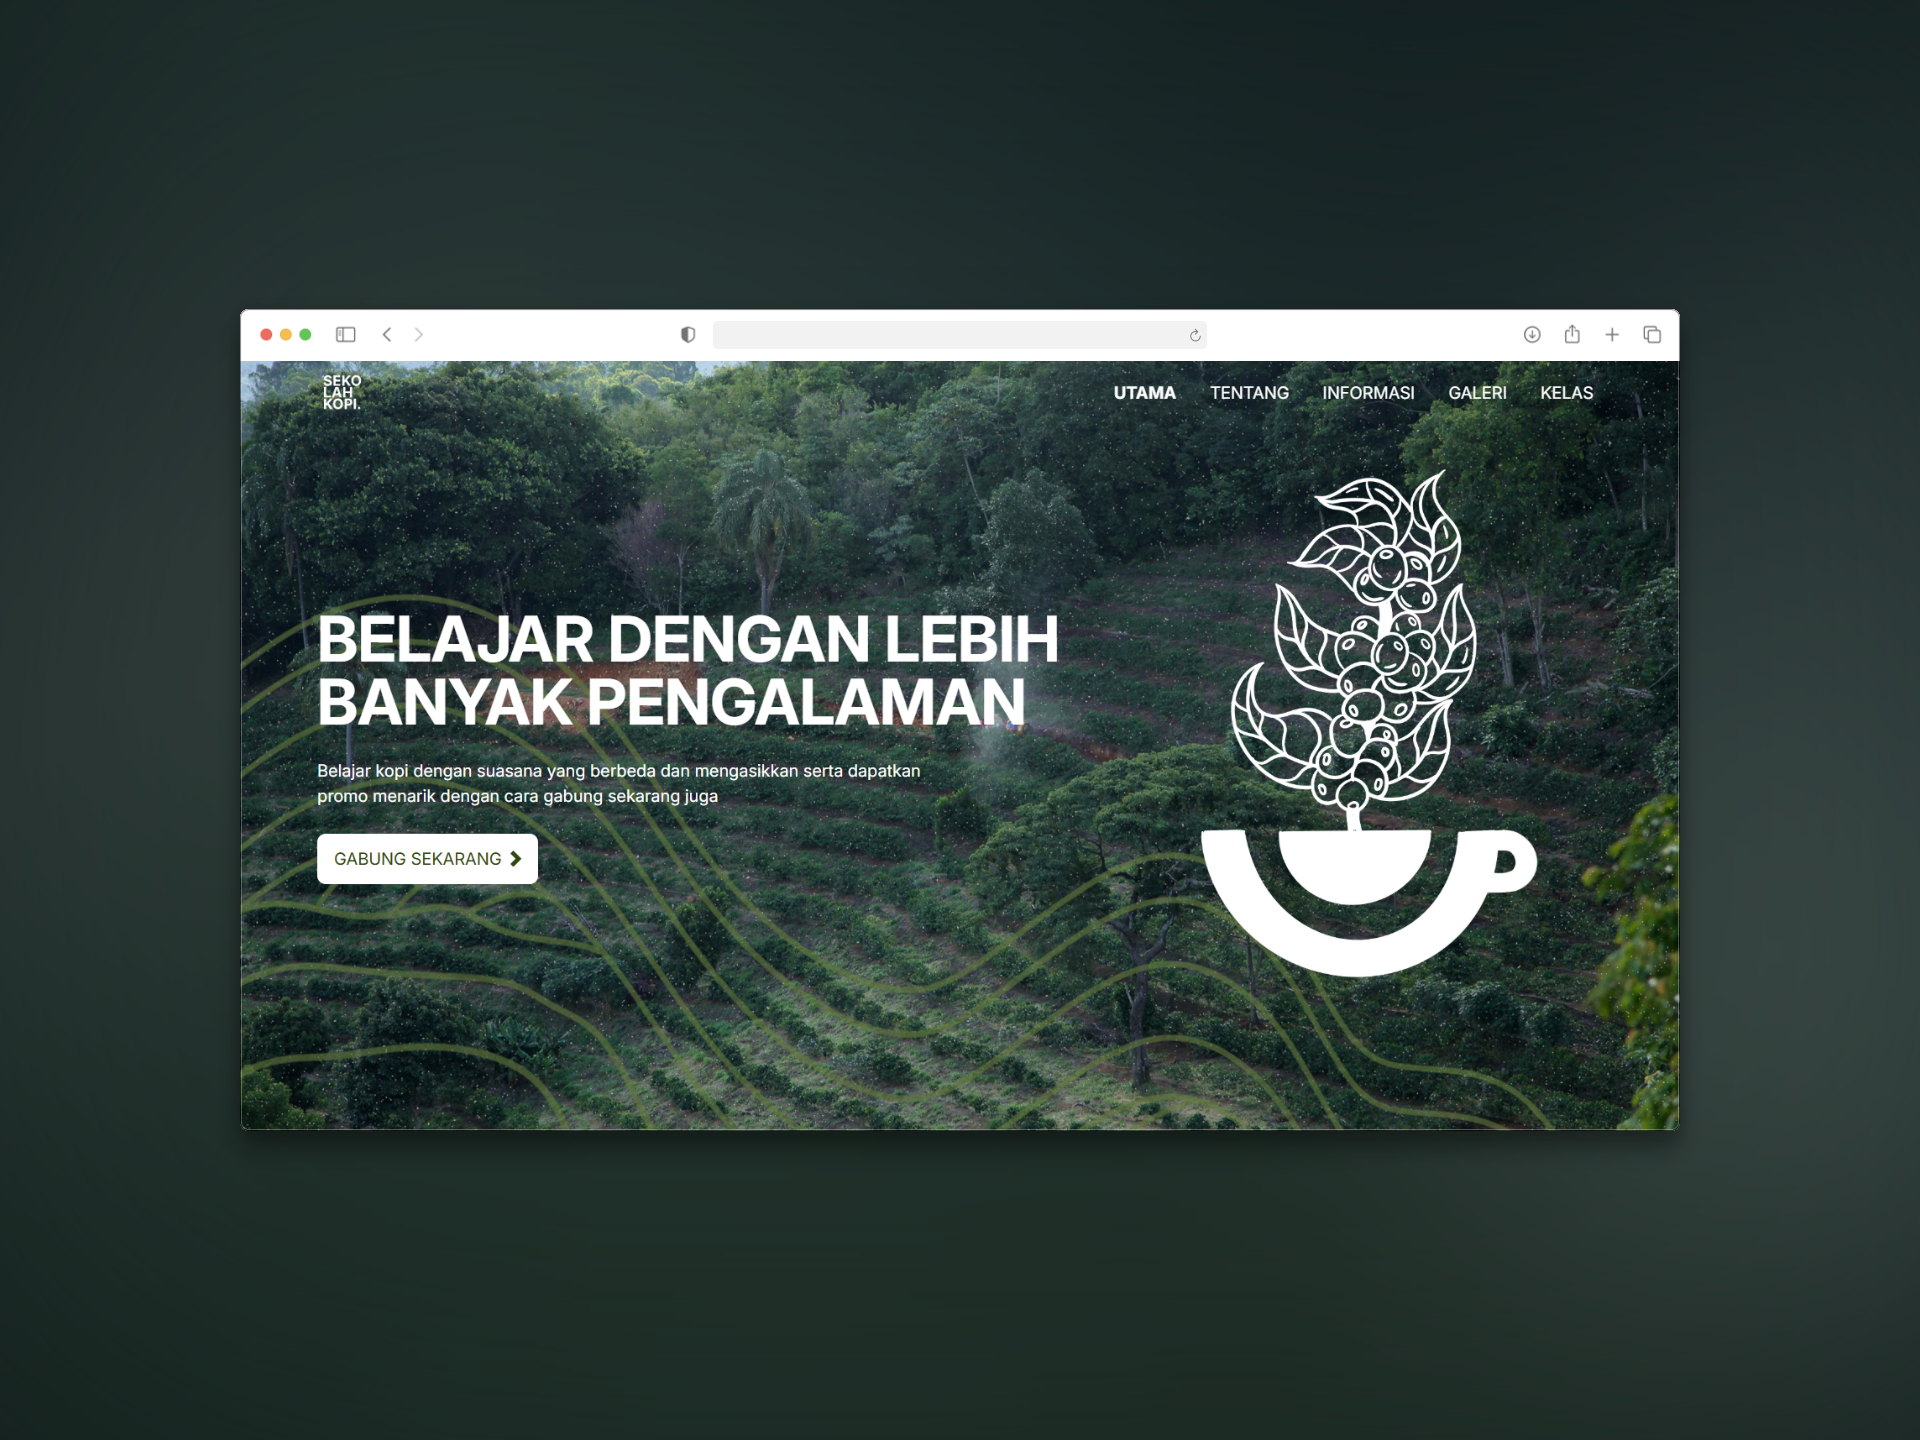 SEKO
LAH
KOPI.
UTAMA TENTANG INFORMASI GALERI KELAS
BELAJAR DENGAN LEBIH
BANYAK PENGALAMAN
Belajar kopi dengan suasana yang berbeda dan mengasikkan serta dapatkan
promo menarik dengan cara gabung sekarang juga
GABUNG SEKARANG